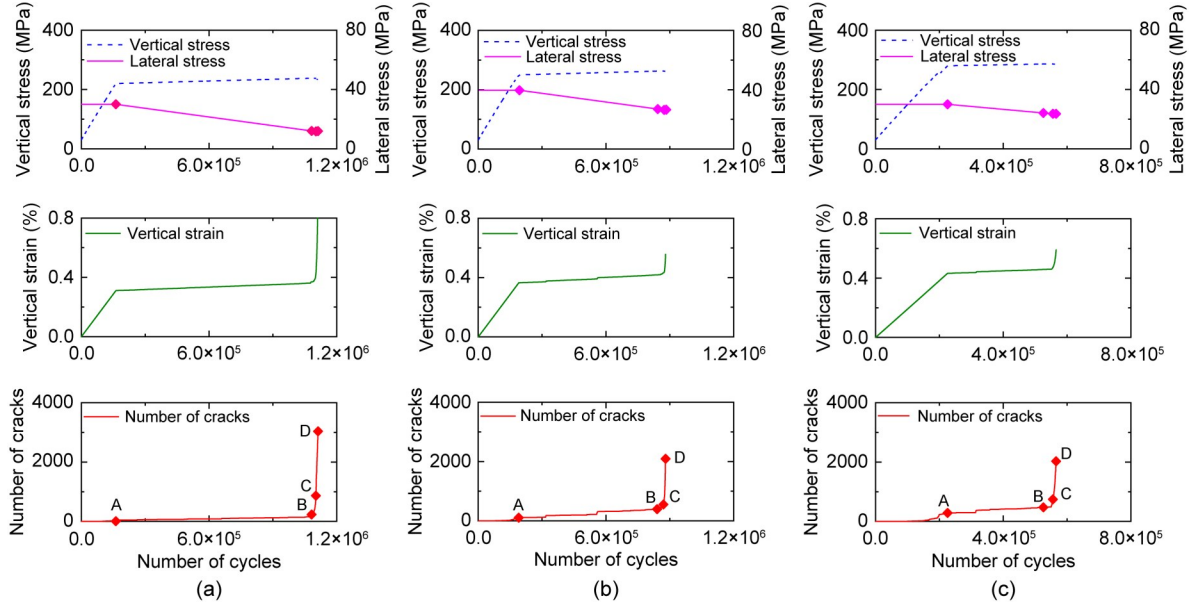 400
200
0
Vertical stress (MPa)
Vertical stress
Lateral stress
80
40
0
Lateral stress (MPa)
0.0
6.0×10⁵
1.2×10⁶
400
200
0
Vertical stress (MPa)
Vertical stress
Lateral stress
80
40
0
Lateral stress (MPa)
0.0
6.0×10⁵
1.2×10⁶
400
200
0
Vertical stress (MPa)
Vertical stress
Lateral stress
80
40
0
Lateral stress (MPa)
0.0
4.0×10⁵
8.0×10⁵
0.8
0.4
0.0
Vertical strain (%)
Vertical strain
0.0
6.0×10⁵
1.2×10⁶
0.8
0.4
0.0
Vertical strain (%)
Vertical strain
0.0
6.0×10⁵
1.2×10⁶
0.8
0.4
0.0
Vertical strain (%)
Vertical strain
0.0
4.0×10⁵
8.0×10⁵
4000
2000
0
Number of cracks
Number of cracks
A
B
C
D
0.0
6.0×10⁵
1.2×10⁶
Number of cycles
(a)
4000
2000
0
Number of cracks
Number of cracks
A
B
C
D
0.0
6.0×10⁵
1.2×10⁶
Number of cycles
(b)
4000
2000
0
Number of cracks
Number of cracks
A
B
C
D
0.0
4.0×10⁵
8.0×10⁵
Number of cycles
(c)